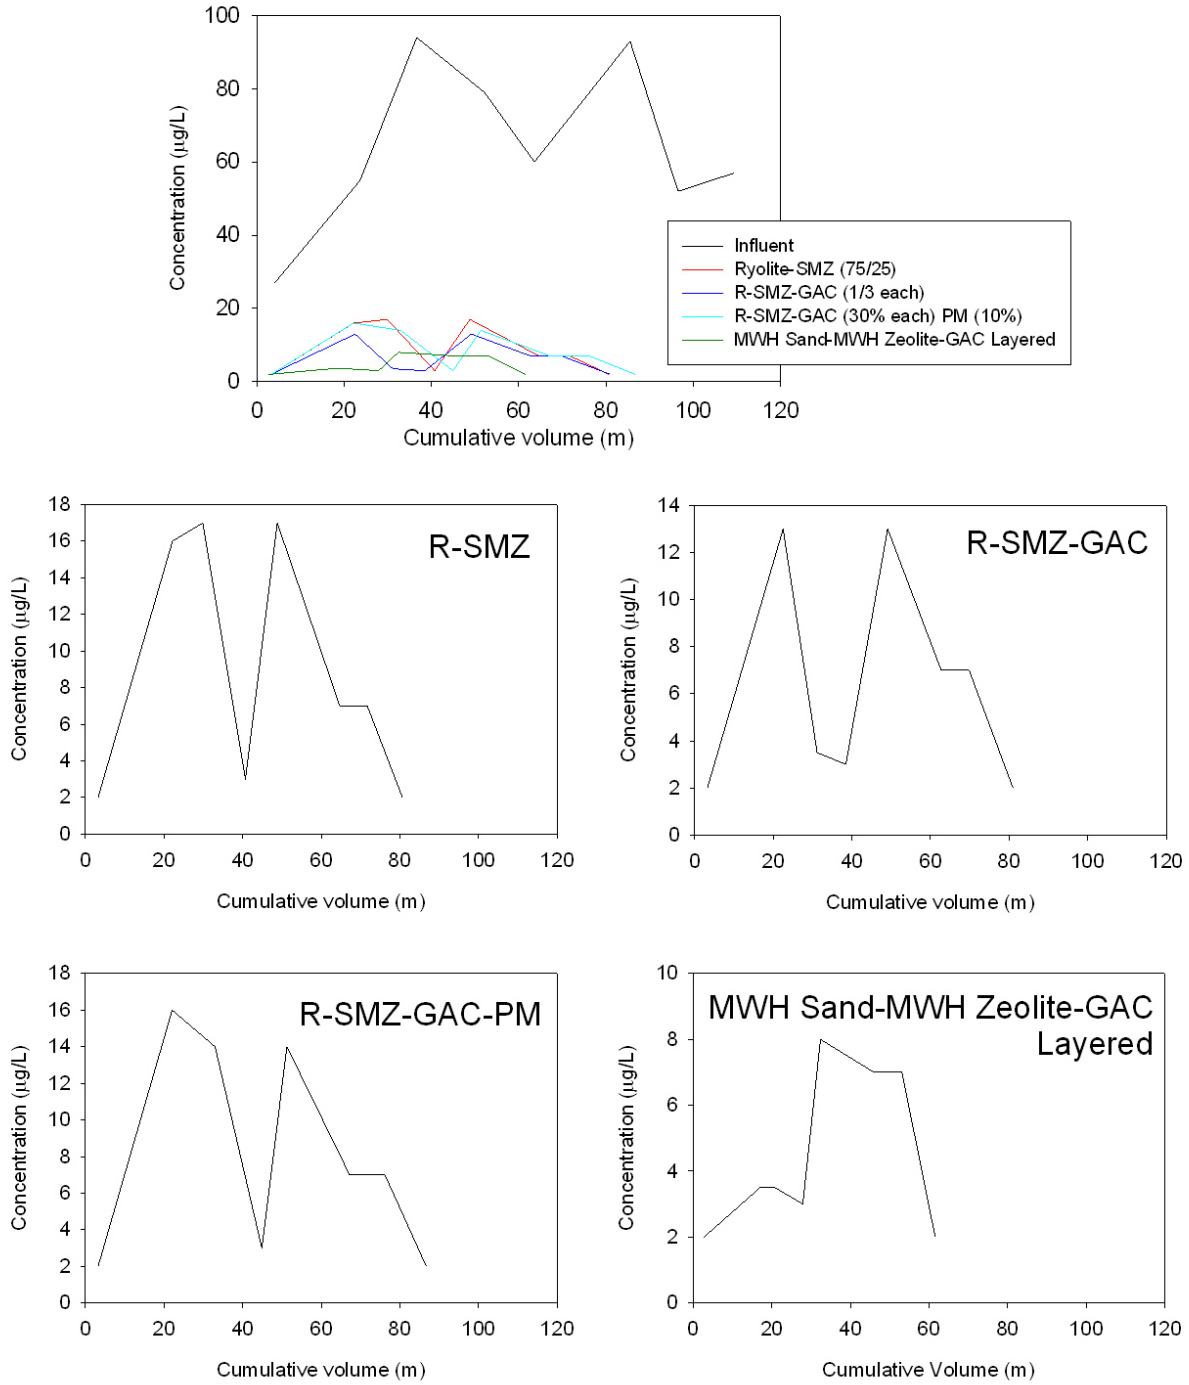 100
80
60
40
20
0
Concentration (µg/L)
0 20 40 60 80 100 120
Cumulative volume (m)
Influent
Ryolite-SMZ (75/25)
R-SMZ-GAC (1/3 each)
R-SMZ-GAC (30% each) PM (10%)
MWH Sand-MWH Zeolite-GAC Layered
R-SMZ
18
16
14
12
10
8
6
4
2
0
Concentration (µg/L)
0 20 40 60 80 100 120
Cumulative volume (m)
R-SMZ-GAC
14
12
10
8
6
4
2
0
Concentration (µg/L)
0 20 40 60 80 100 120
Cumulative volume (m)
R-SMZ-GAC-PM
18
16
14
12
10
8
6
4
2
0
Concentration (µg/L)
0 20 40 60 80 100 120
Cumulative volume (m)
MWH Sand-MWH Zeolite-GAC
Layered
10
8
6
4
2
0
Concentration (µg/L)
0 20 40 60 80 100 120
Cumulative Volume (m)